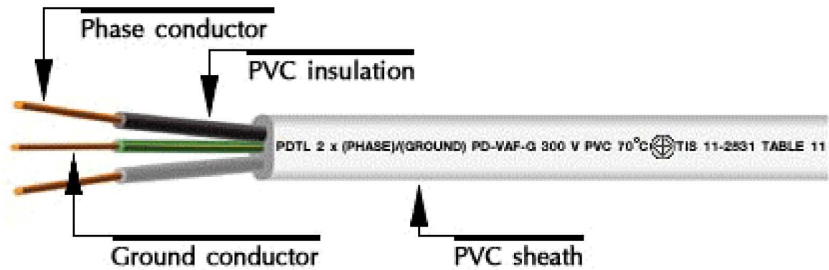 Phase conductor
PVC insulation
PDTL 2 x (PHASE)/(GROUND) PD-VAF-G 300 V PVC 70°C TIS 11-2531 TABLE 11
Ground conductor
PVC sheath